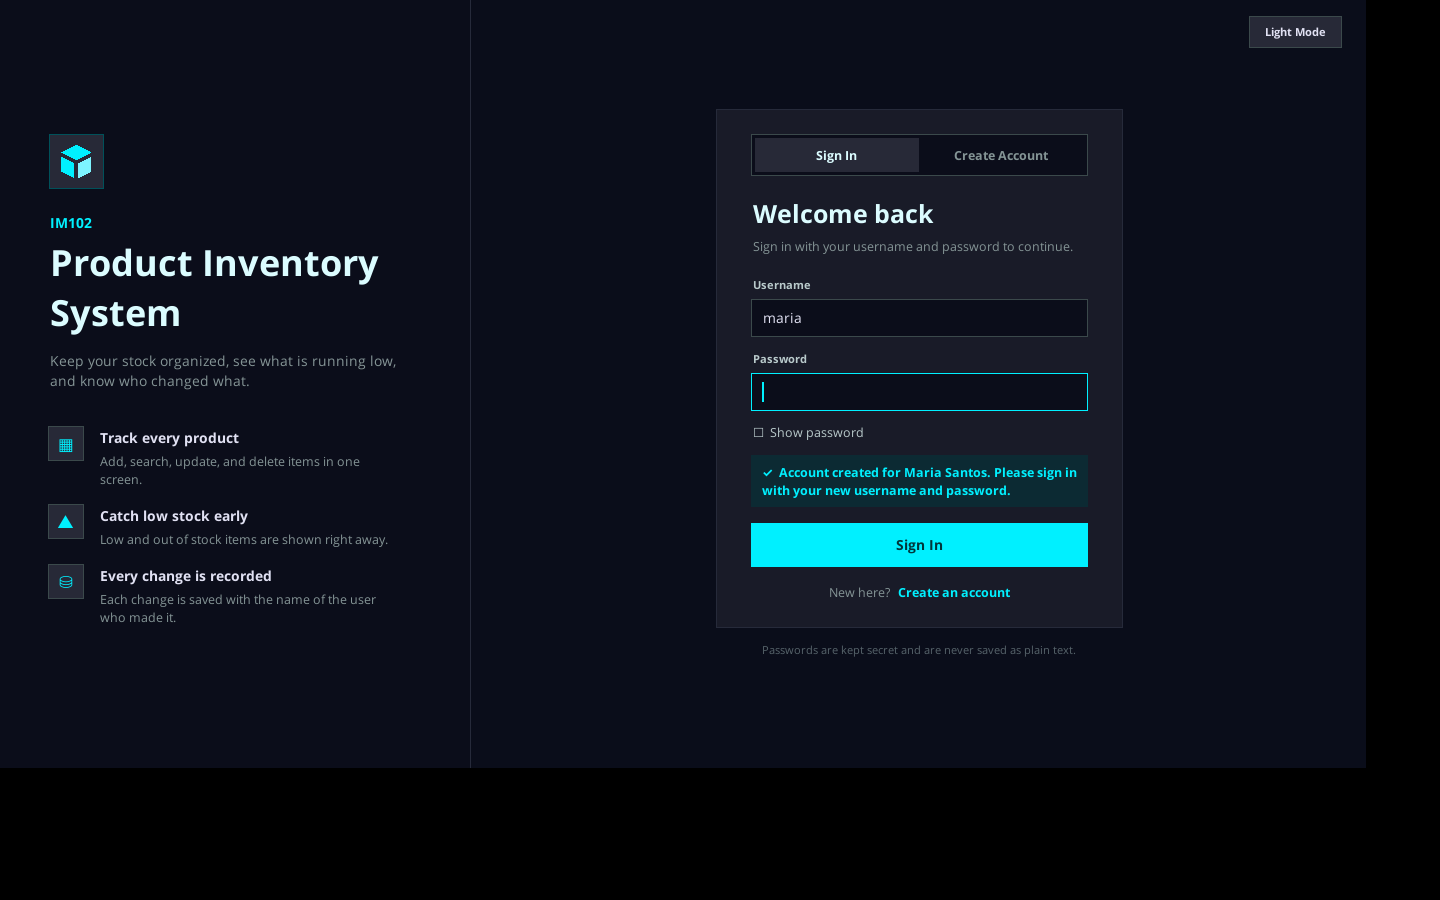 Light Mode
IM102
Product Inventory
System
Keep your stock organized, see what is running low,
and know who changed what.
Track every product
Add, search, update, and delete items in one
screen.
Catch low stock early
Low and out of stock items are shown right away.
Every change is recorded
Each change is saved with the name of the user
who made it.
Sign In
Create Account
Welcome back
Sign in with your username and password to continue.
Username
maria
Password
☐ Show password
✓ Account created for Maria Santos. Please sign in
with your new username and password.
Sign In
New here? Create an account
Passwords are kept secret and are never saved as plain text.